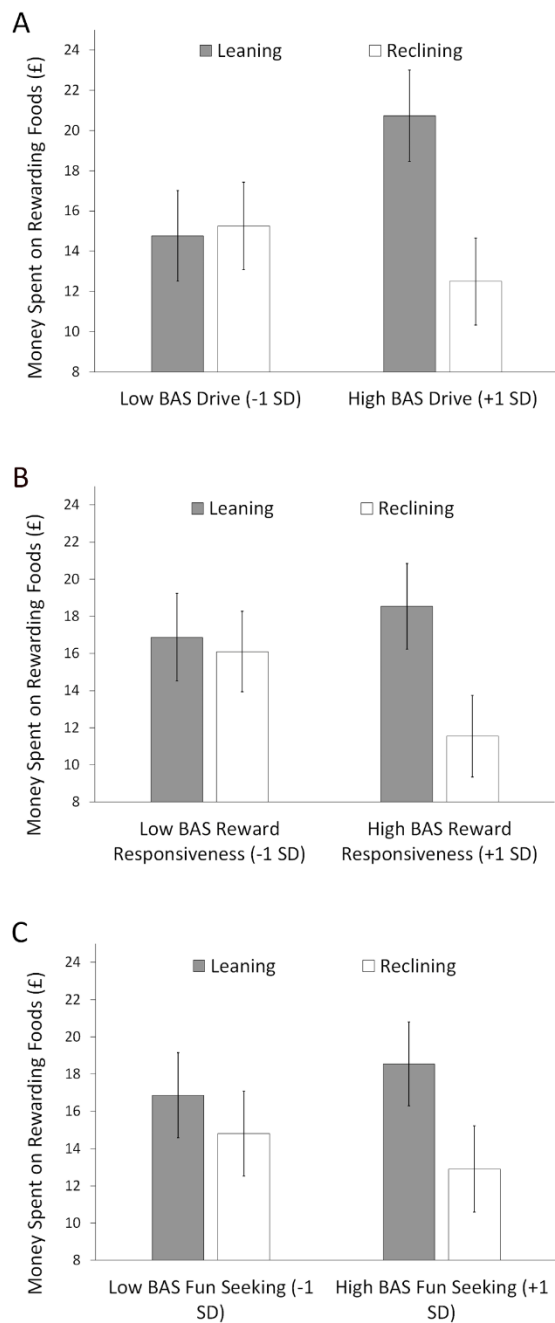 A
Money Spent on Rewarding Foods (£)
Leaning Reclining
24
22
20
18
16
14
12
10
8
Low BAS Drive (-1 SD) High BAS Drive (+1 SD)
B
Money Spent on Rewarding Foods (£)
Leaning Reclining
24
22
20
18
16
14
12
10
8
Low BAS Reward High BAS Reward
Responsiveness (-1 SD) Responsiveness (+1 SD)
C
Money Spent on Rewarding Foods (£)
Leaning Reclining
24
22
20
18
16
14
12
10
8
Low BAS Fun Seeking (-1 High BAS Fun Seeking (+1
SD) SD)